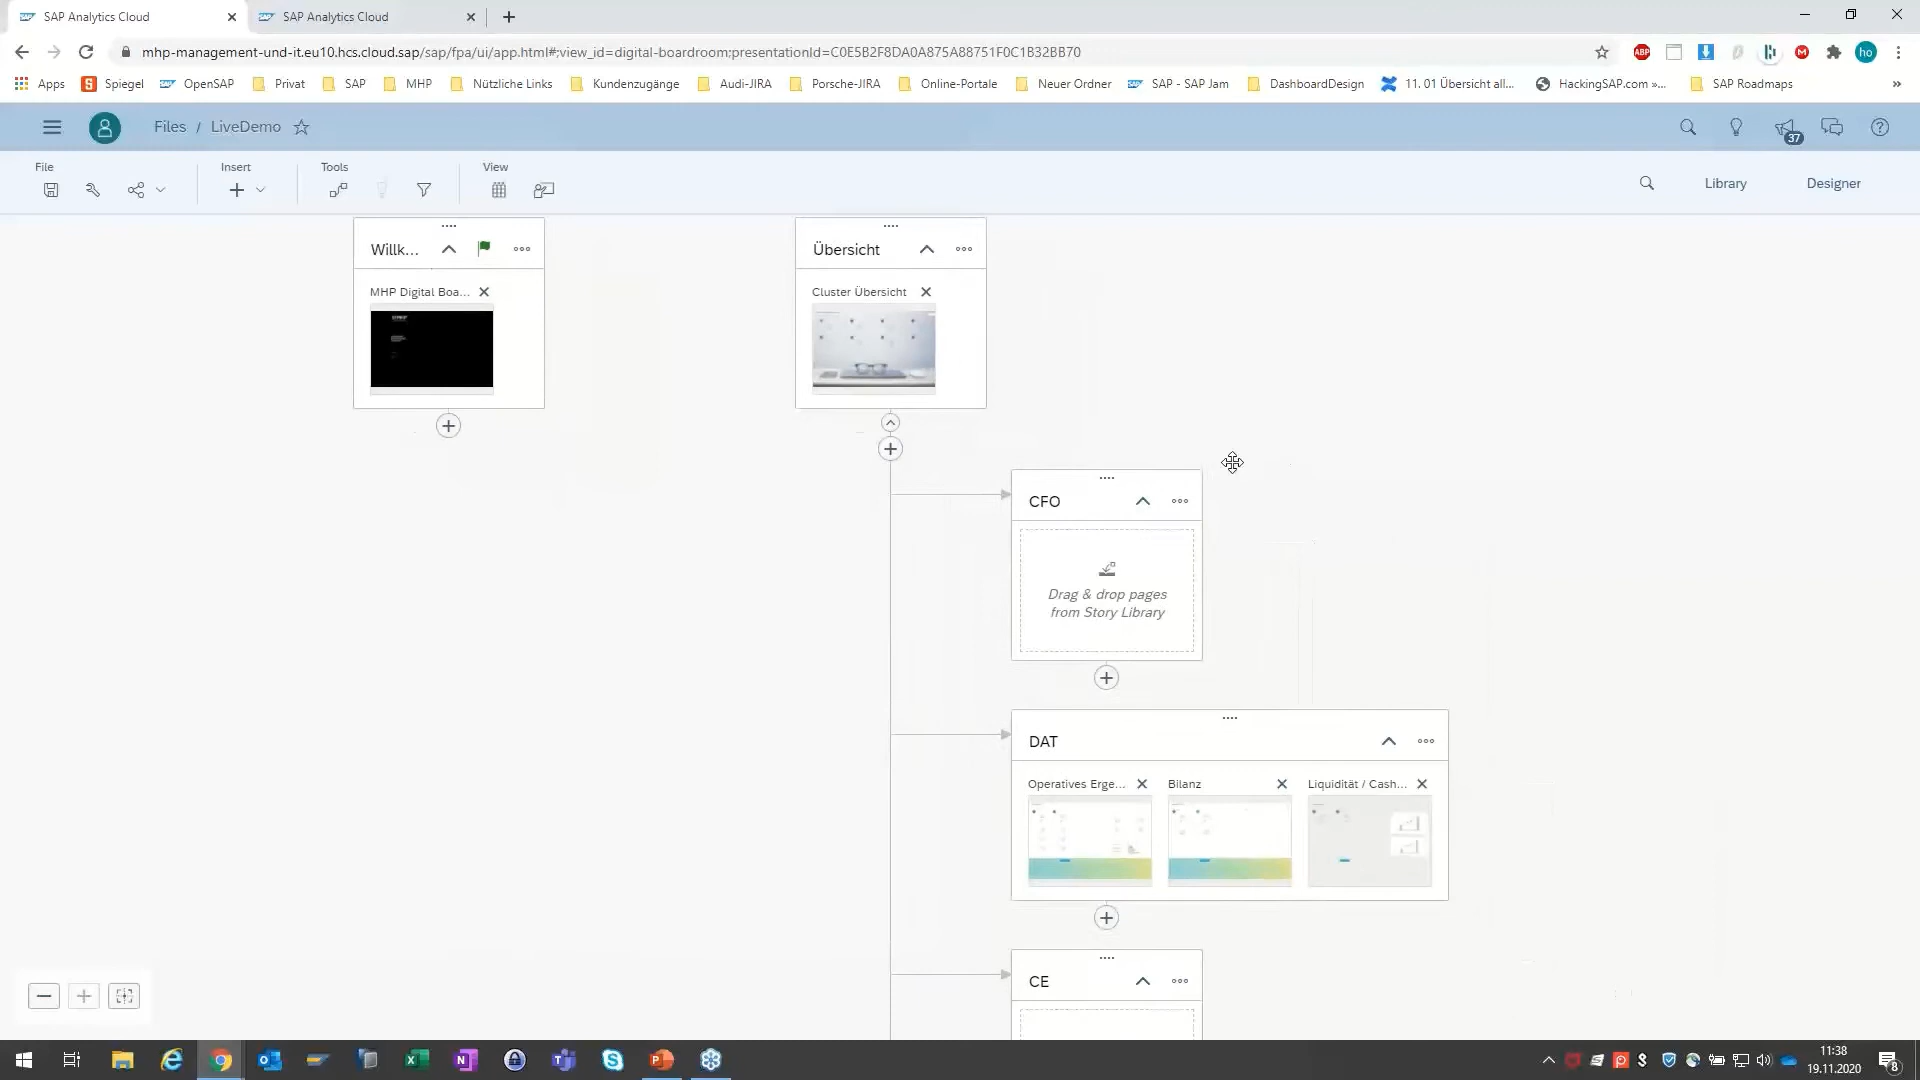 SAP Analytics Cloud
SAP Analytics Cloud
mhp-management-und-it.eu10.hcs.cloud.sap/sap/fpa/ui/app.html#;view_id=digital-boardroom;presentationId=C0E5B2F8DA0A875A88751F0C1B32BB70
ABP
ho
Apps
Spiegel
OpenSAP
Privat
SAP
MHP
Nützliche Links
Kundenzugänge
Audi-JIRA
Porsche-JIRA
Online-Portale
Neuer Ordner
SAP - SAP Jam
DashboardDesign
11. 01 Übersicht all...
HackingSAP.com »...
SAP Roadmaps
»
Files / LiveDemo
37
File
Insert
Tools
View
Library
Designer
Willk...
MHP Digital Boa...
Übersicht
Cluster Übersicht
CFO
Drag & drop pages
from Story Library
DAT
Operatives Erge...
Bilanz
Liquidität / Cash...
CE
11:38
19.11.2020
8